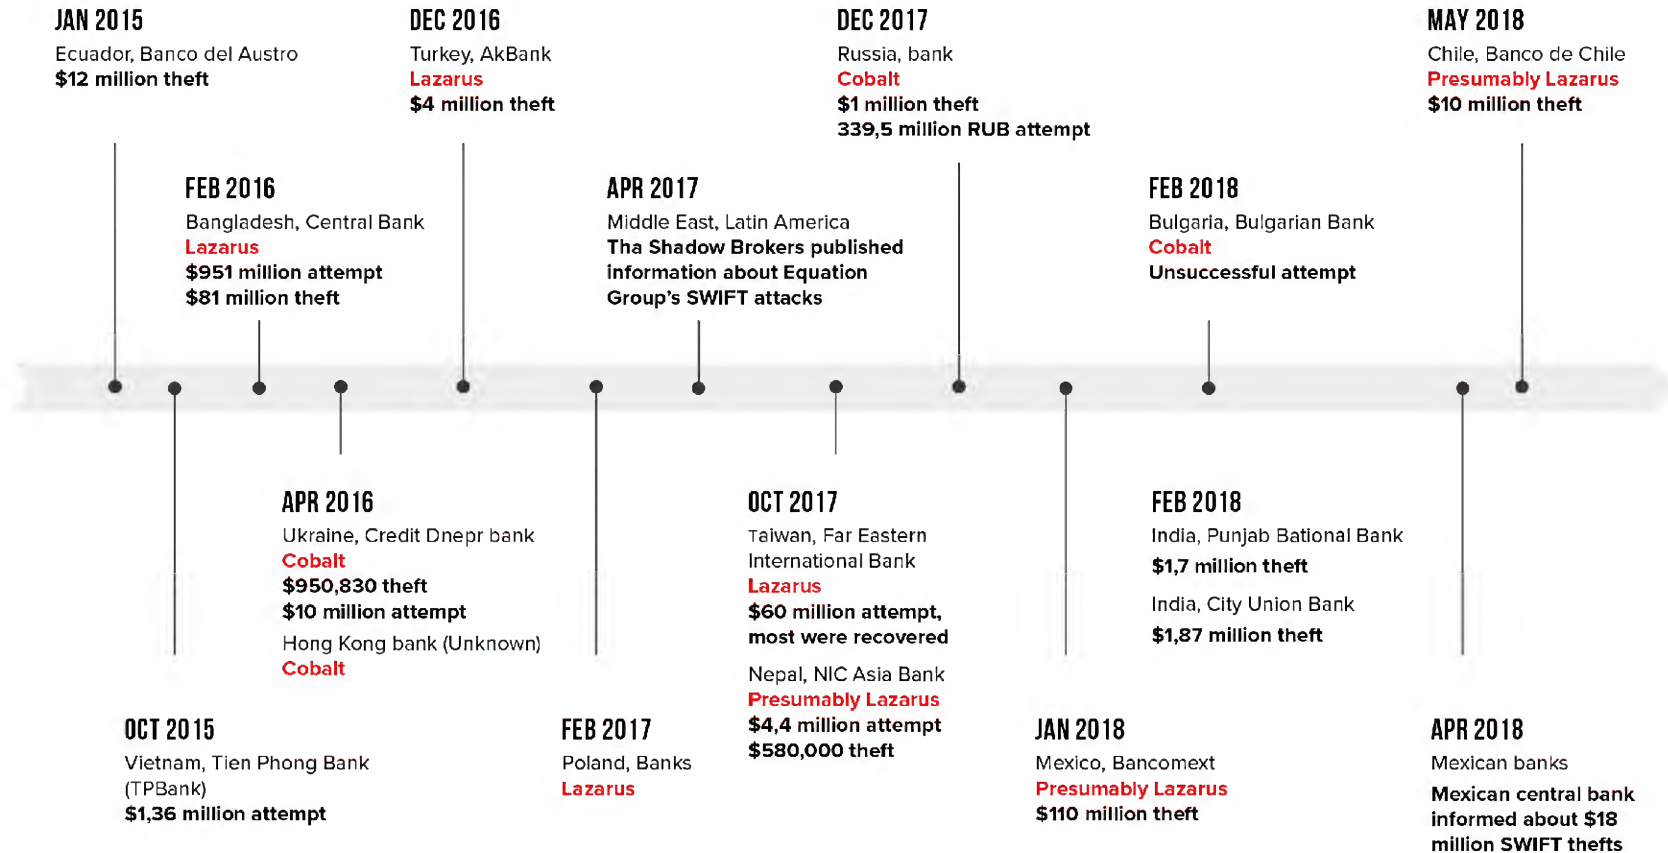 JAN 2015
Ecuador, Banco del Austro
$12 million theft
DEC 2016
Turkey, AkBank
Lazarus
$4 million theft
DEC 2017
Russia, bank
Cobalt
$1 million theft
339,5 million RUB attempt
MAY 2018
Chile, Banco de Chile
Presumably Lazarus
$10 million theft
FEB 2016
Bangladesh, Central Bank
Lazarus
$951 million attempt
$81 million theft
APR 2017
Middle East, Latin America
Tha Shadow Brokers published
information about Equation
Group's SWIFT attacks
FEB 2018
Bulgaria, Bulgarian Bank
Cobalt
Unsuccessful attempt
APR 2016
Ukraine, Credit Dnepr bank
Cobalt
$950,830 theft
$10 million attempt
Hong Kong bank (Unknown)
Cobalt
OCT 2017
Taiwan, Far Eastern
International Bank
Lazarus
$60 million attempt,
most were recovered
Nepal, NIC Asia Bank
Presumably Lazarus
$4,4 million attempt
$580,000 theft
FEB 2018
India, Punjab Bational Bank
$1,7 million theft
India, City Union Bank
$1,87 million theft
OCT 2015
Vietnam, Tien Phong Bank
(TPBank)
$1,36 million attempt
FEB 2017
Poland, Banks
Lazarus
JAN 2018
Mexico, Bancomext
Presumably Lazarus
$110 million theft
APR 2018
Mexican banks
Mexican central bank
informed about $18
million SWIFT thefts